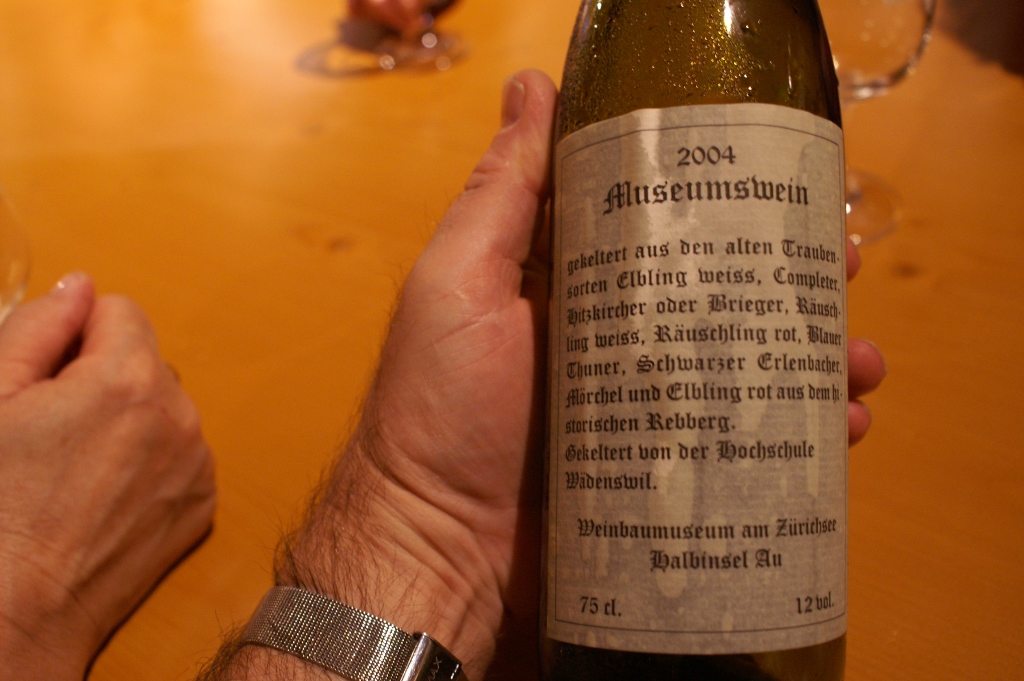 2004
Museumswein
gekeltert aus den alten Trauben-
sorten Elbling weiss, Completer,
Hitzkircher oder Brieger, Räusch-
ling weiss, Räuschling rot, Blauer
Thuner, Schwarzer Erlenbacher,
Mörchel und Elbling rot aus dem hi-
storischen Rebberg.
Gekeltert von der Hochschule
Wädenswil.
Weinbaumuseum am Zürichsee
Halbinsel Au
75 cl. 12 vol.